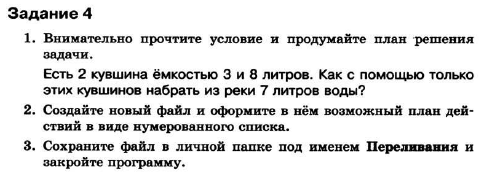 Задание 4
1. Внимательно прочтите условие и продумайте план решения
задачи.
Есть 2 кувшина ёмкостью 3 и 8 литров. Как с помощью только
этих кувшинов набрать из реки 7 литров воды?
2. Создайте новый файл и оформите в нём возможный план дей-
ствий в виде нумерованного списка.
3. Сохраните файл в личной папке под именем Переливания и
закройте программу.